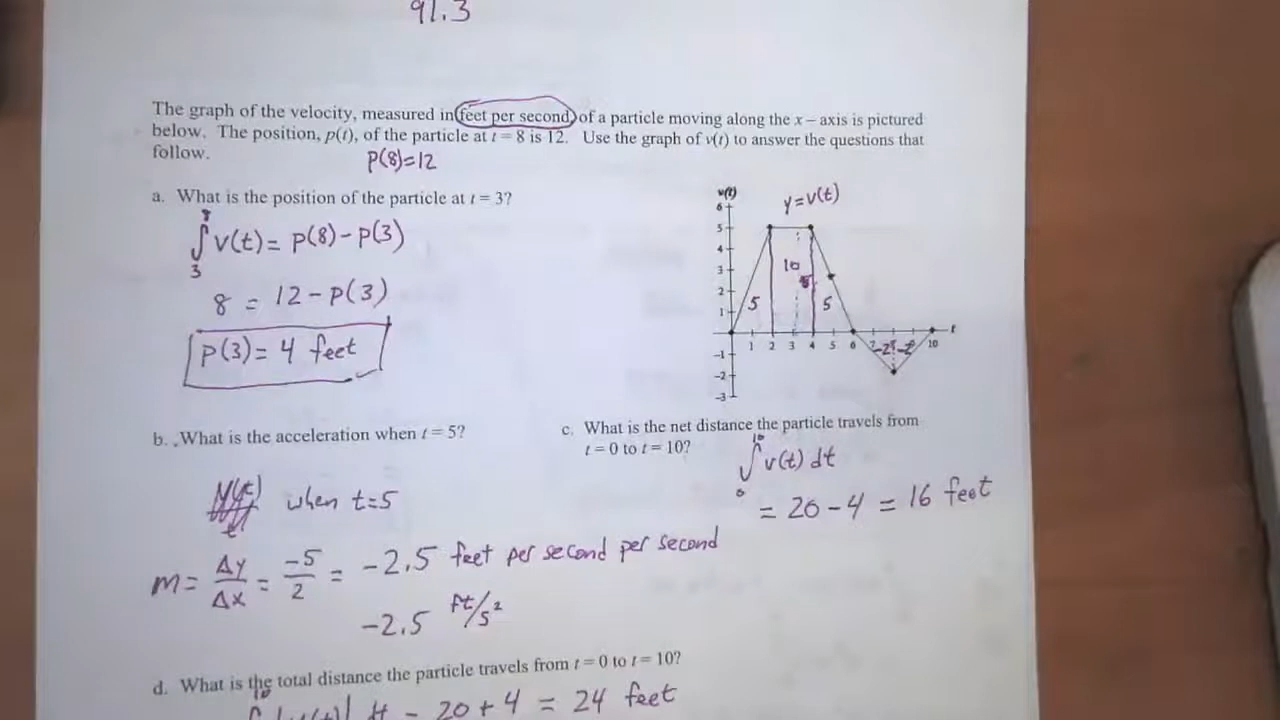 91.3
The graph of the velocity, measured in feet per second, of a particle moving along the x – axis is pictured
below. The position, p(t), of the particle at t = 8 is 12. Use the graph of v(t) to answer the questions that
follow.
p(8)=12
a. What is the position of the particle at t = 3?
8
∫ v(t) = p(8) - p(3)
3
8 = 12 - p(3)
p(3) = 4 feet
v(t)
y = v(t)
6
5
4
3
2
1
-1
-2
-3
5
10
5
1 2 3 4 5 6 7 10 t
-2 -2
b. What is the acceleration when t = 5?
when t=5
m = Δy/Δx = -5/2 = -2.5 feet per second per second
-2.5 ft/s²
c. What is the net distance the particle travels from
t = 0 to t = 10?
10
∫ v(t) dt
0
= 20 - 4 = 16 feet
d. What is the total distance the particle travels from t = 0 to t = 10?
10
∫ |v(t)| dt = 20 + 4 = 24 feet